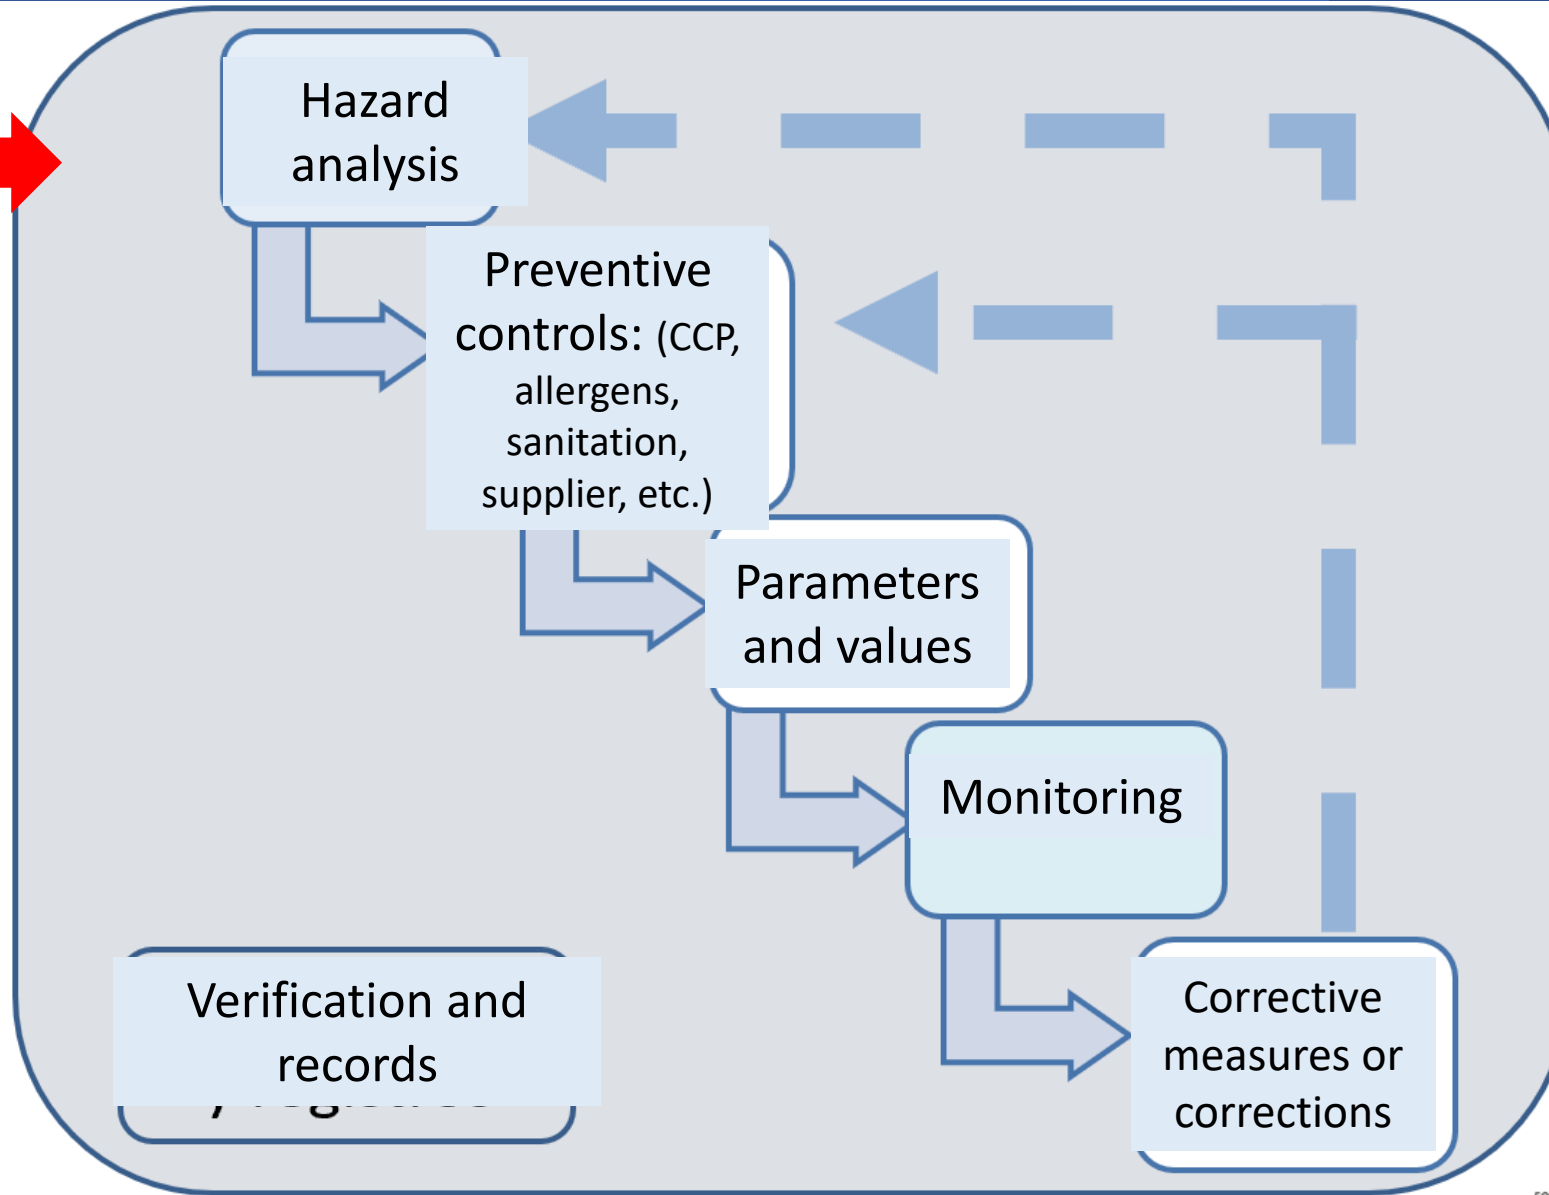 Hazard
analysis
Preventive
controls: (CCP,
allergens,
sanitation,
supplier, etc.)
Parameters
and values
Monitoring
Verification and
records
Corrective
measures or
corrections